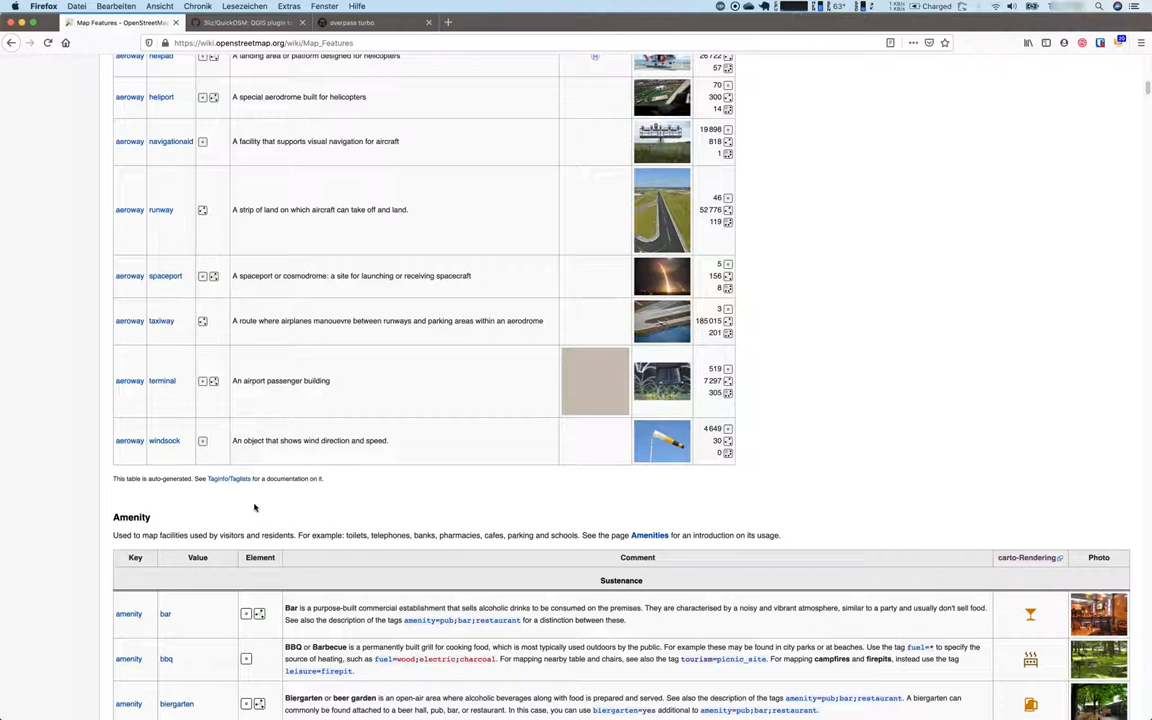 Firefox Datei Bearbeiten Ansicht Chronik Lesezeichen Extras Fenster Hilfe 63° Charged 20
Map Features - OpenStreetMa × 3liz/QuickOSM: QGIS plugin to × overpass turbo × +
https://wiki.openstreetmap.org/wiki/Map_Features
aeroway helipad A landing area or platform designed for helicopters 26 722
57
aeroway heliport A special aerodrome built for helicopters 70
300
14
aeroway navigationaid A facility that supports visual navigation for aircraft 19 898
818
1
aeroway runway A strip of land on which aircraft can take off and land. 46
52 776
119
aeroway spaceport A spaceport or cosmodrome: a site for launching or receiving spacecraft 5
156
8
aeroway taxiway A route where airplanes manouevre between runways and parking areas within an aerodrome 3
185 015
201
aeroway terminal An airport passenger building 519
7 297
305
aeroway windsock An object that shows wind direction and speed. 4 649
30
0
This table is auto-generated. See Taginfo/Taglists for a documentation on it.
Amenity
Used to map facilities used by visitors and residents. For example: toilets, telephones, banks, pharmacies, cafes, parking and schools. See the page Amenities for an introduction on its usage.
Key Value Element Comment carto-Rendering Photo
Sustenance
amenity bar Bar is a purpose-built commercial establishment that sells alcoholic drinks to be consumed on the premises. They are characterised by a noisy and vibrant atmosphere, similar to a party and usually don't sell food.
See also the description of the tags amenity=pub;bar;restaurant for a distinction between these.
amenity bbq BBQ or Barbecue is a permanently built grill for cooking food, which is most typically used outdoors by the public. For example these may be found in city parks or at beaches. Use the tag fuel=* to specify the
source of heating, such as fuel=wood;electric;charcoal. For mapping nearby table and chairs, see also the tag tourism=picnic_site. For mapping campfires and firepits, instead use the tag
leisure=firepit.
amenity biergarten Biergarten or beer garden is an open-air area where alcoholic beverages along with food is prepared and served. See also the description of the tags amenity=pub;bar;restaurant. A biergarten can
commonly be found attached to a beer hall, pub, bar, or restaurant. In this case, you can use biergarten=yes additional to amenity=pub;bar;restaurant.